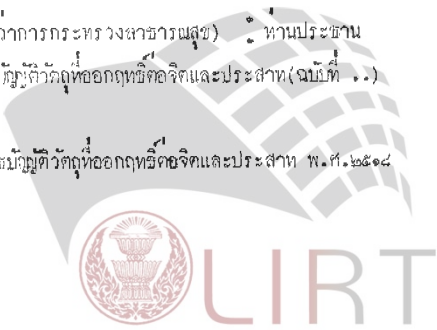 ว่าการกระทรวงสาธารณสุข) : ท่านประธาน
บัญญัติวัตถุที่ออกฤทธิ์ต่อจิตและประสาท(ฉบับที่ ..)
ชบัญญัติวัตถุที่ออกฤทธิ์ต่อจิตและประสาท พ.ศ.๒๕๑๘
LIRT